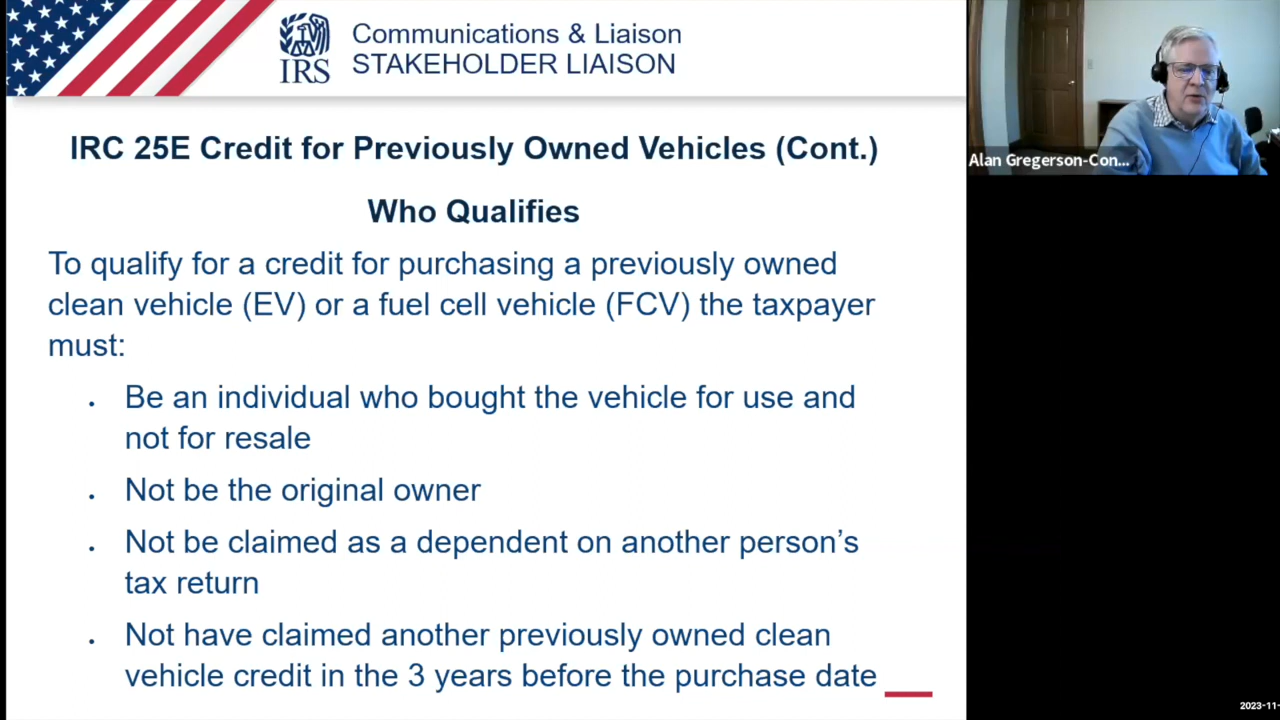 IRS
Communications & Liaison
STAKEHOLDER LIAISON
IRC 25E Credit for Previously Owned Vehicles (Cont.)
Who Qualifies
To qualify for a credit for purchasing a previously owned
clean vehicle (EV) or a fuel cell vehicle (FCV) the taxpayer
must:
• Be an individual who bought the vehicle for use and
not for resale
• Not be the original owner
• Not be claimed as a dependent on another person’s
tax return
• Not have claimed another previously owned clean
vehicle credit in the 3 years before the purchase date
Alan Gregerson-Con...
2023-11-